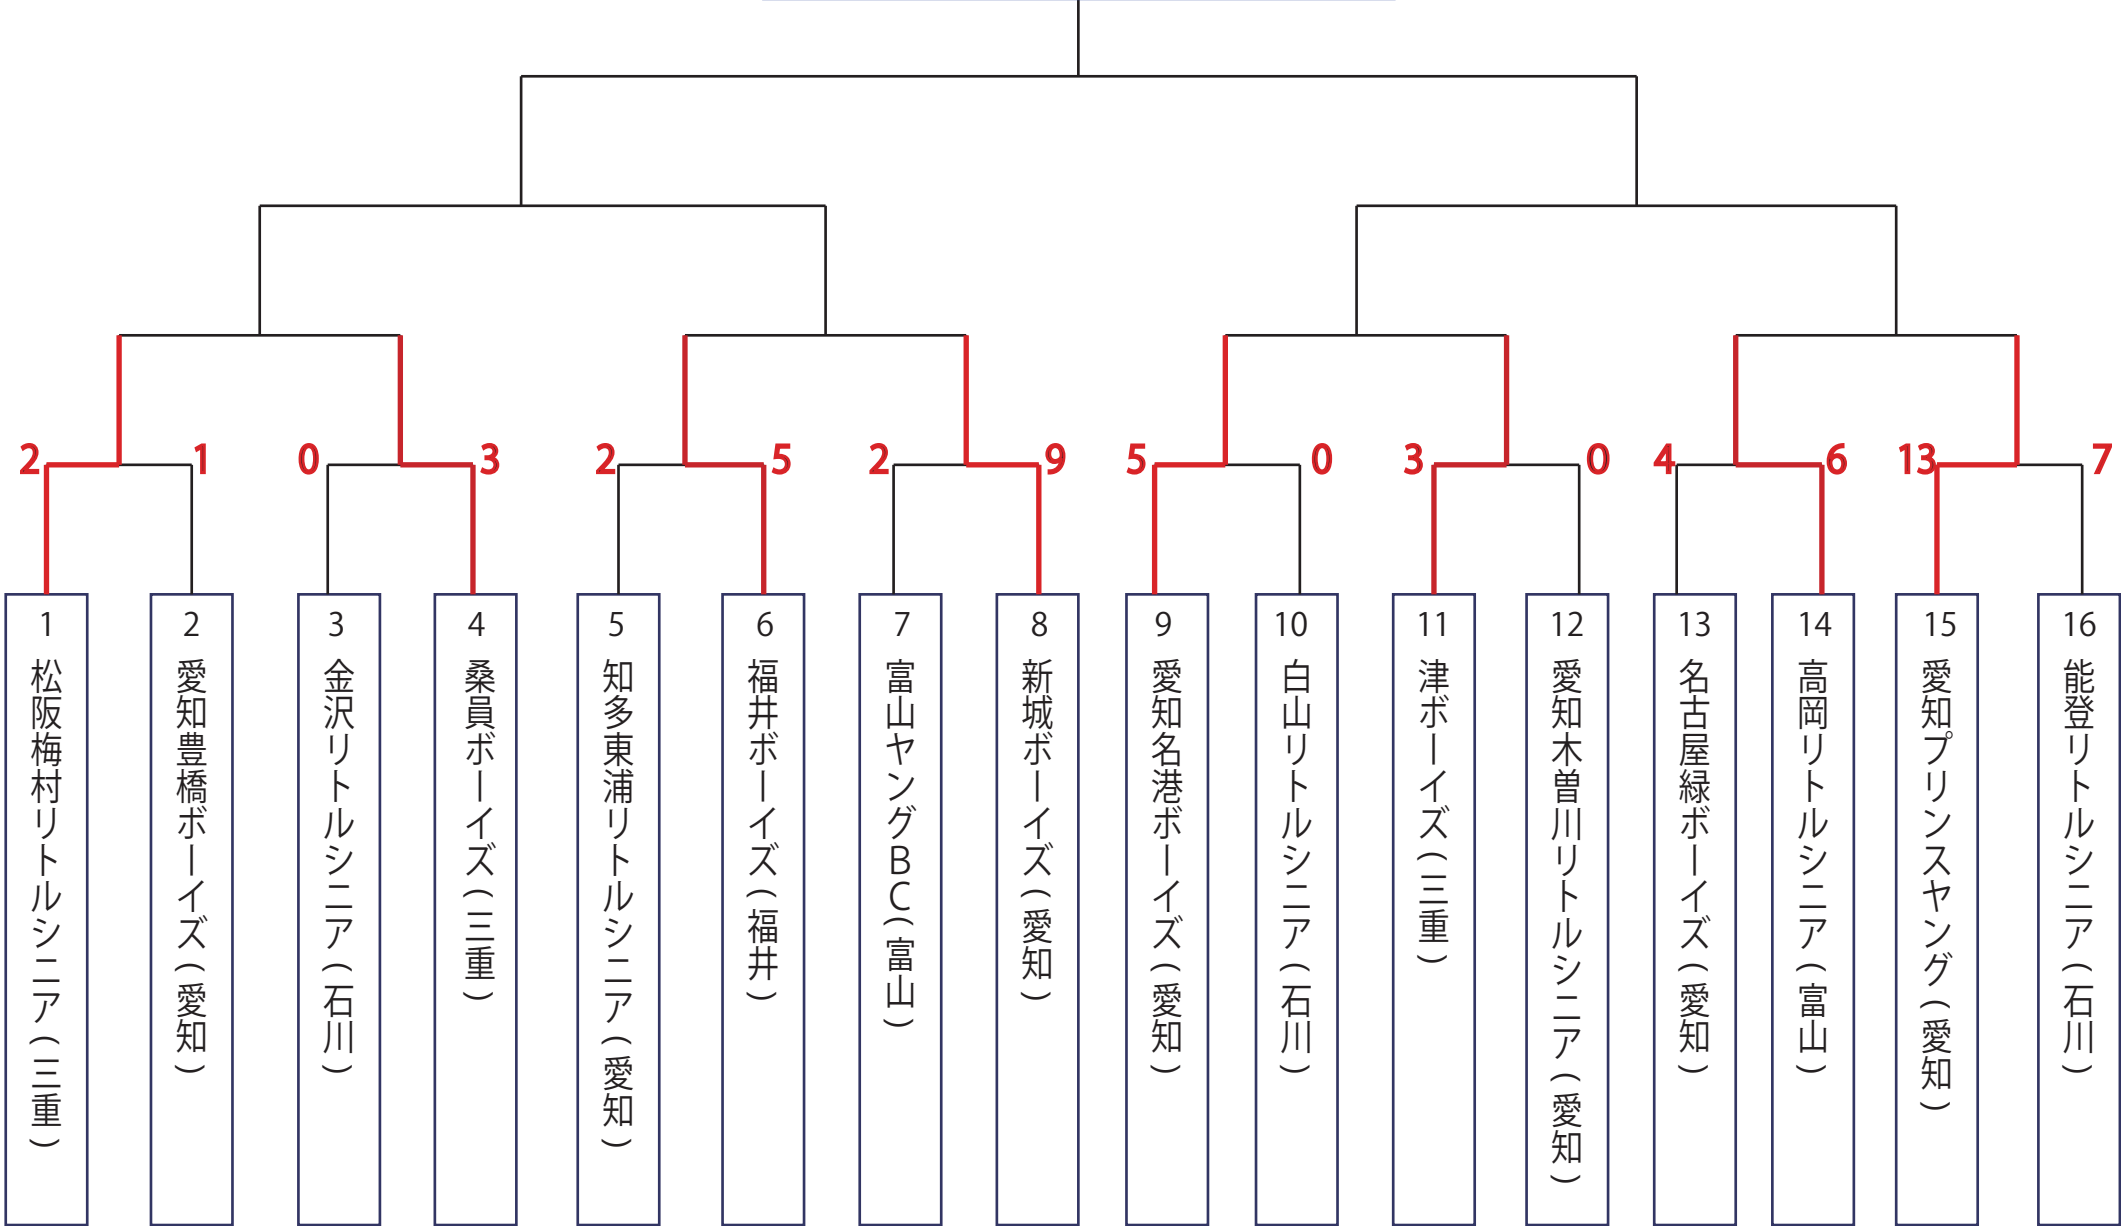 2
1
0
3
2
5
2
9
5
0
3
0
4
6
13
7
1 松阪梅村リトルシニア(三重)
2 愛知豊橋ボーイズ(愛知)
3 金沢リトルシニア(石川)
4 桑員ボーイズ(三重)
5 知多東浦リトルシニア(愛知)
6 福井ボーイズ(福井)
7 富山ヤングBC(富山)
8 新城ボーイズ(愛知)
9 愛知名港ボーイズ(愛知)
10 白山リトルシニア(石川)
11 津ボーイズ(三重)
12 愛知木曽川リトルシニア(愛知)
13 名古屋緑ボーイズ(愛知)
14 高岡リトルシニア(富山)
15 愛知プリンスヤング(愛知)
16 能登リトルシニア(石川)